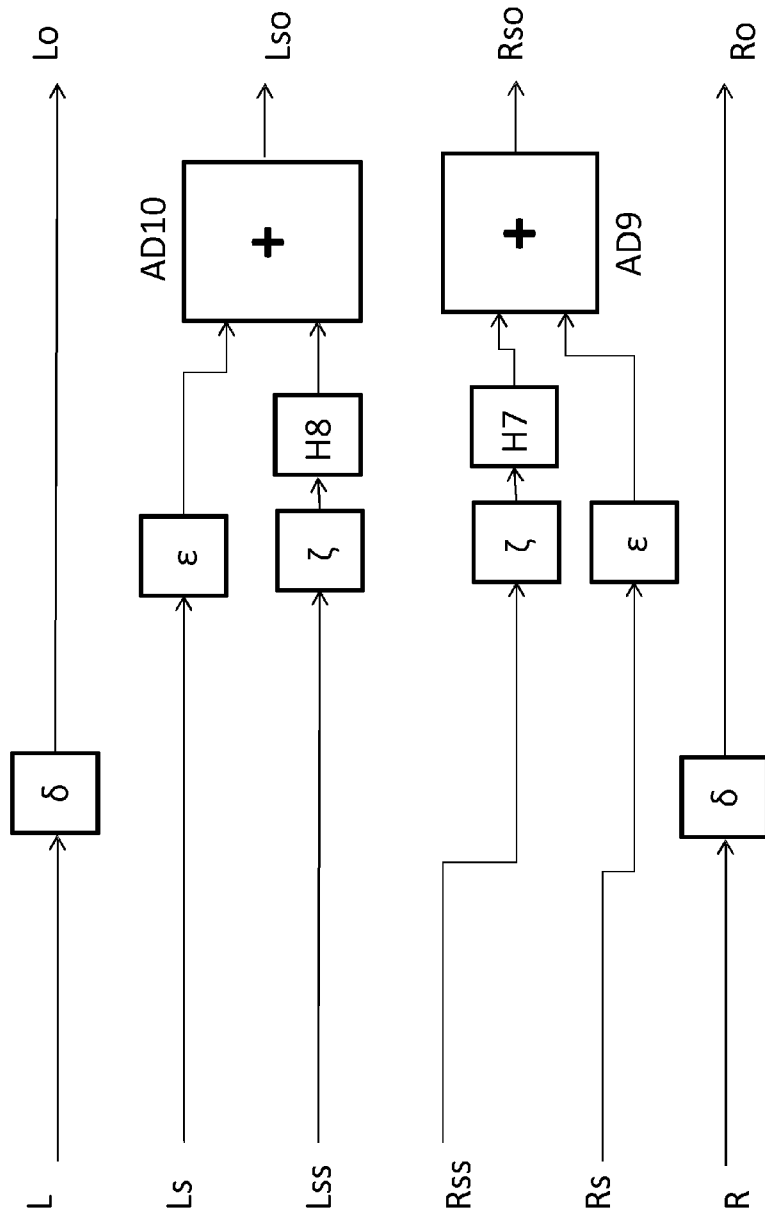 L
δ
Lo
Ls
ε
AD10
+
Lso
Lss
ζ
H8
Rss
ζ
H7
+
Rso
Rs
ε
AD9
R
δ
Ro